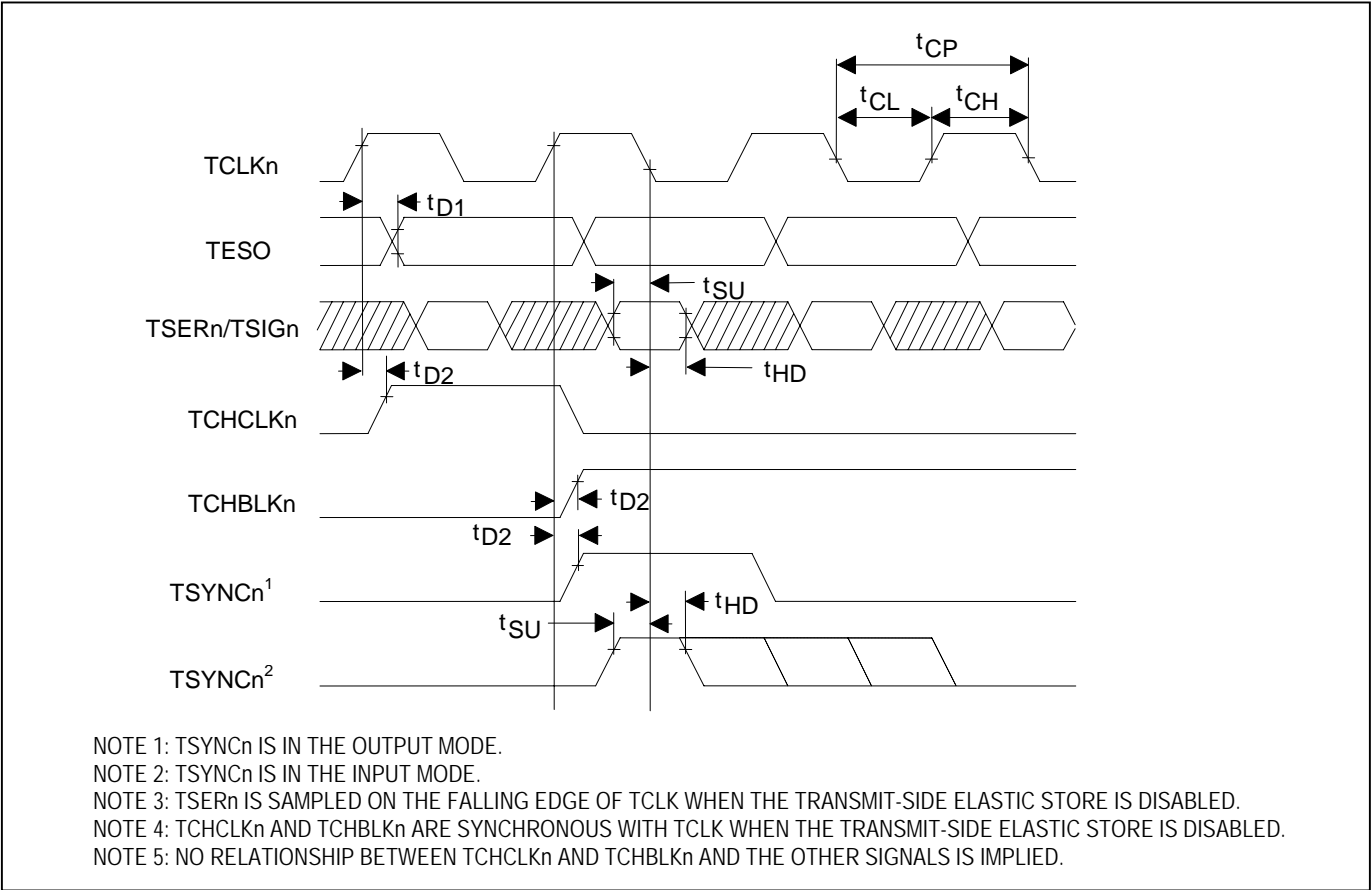 tCP
tCL tCH
TCLKn
tD1
TESO
tSU
TSERn/TSIGn
tD2 tHD
TCHCLKn
TCHBLKn tD2
tD2
TSYNCn¹
tSU tHD
TSYNCn²
NOTE 1: TSYNCn IS IN THE OUTPUT MODE.
NOTE 2: TSYNCn IS IN THE INPUT MODE.
NOTE 3: TSERn IS SAMPLED ON THE FALLING EDGE OF TCLK WHEN THE TRANSMIT-SIDE ELASTIC STORE IS DISABLED.
NOTE 4: TCHCLKn AND TCHBLKn ARE SYNCHRONOUS WITH TCLK WHEN THE TRANSMIT-SIDE ELASTIC STORE IS DISABLED.
NOTE 5: NO RELATIONSHIP BETWEEN TCHCLKn AND TCHBLKn AND THE OTHER SIGNALS IS IMPLIED.